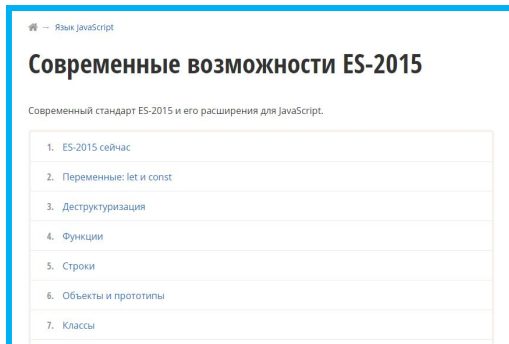 → Язык JavaScript
Современные возможности ES-2015
Современный стандарт ES-2015 и его расширения для JavaScript.
1. ES-2015 сейчас
2. Переменные: let и const
3. Деструктуризация
4. Функции
5. Строки
6. Объекты и прототипы
7. Классы